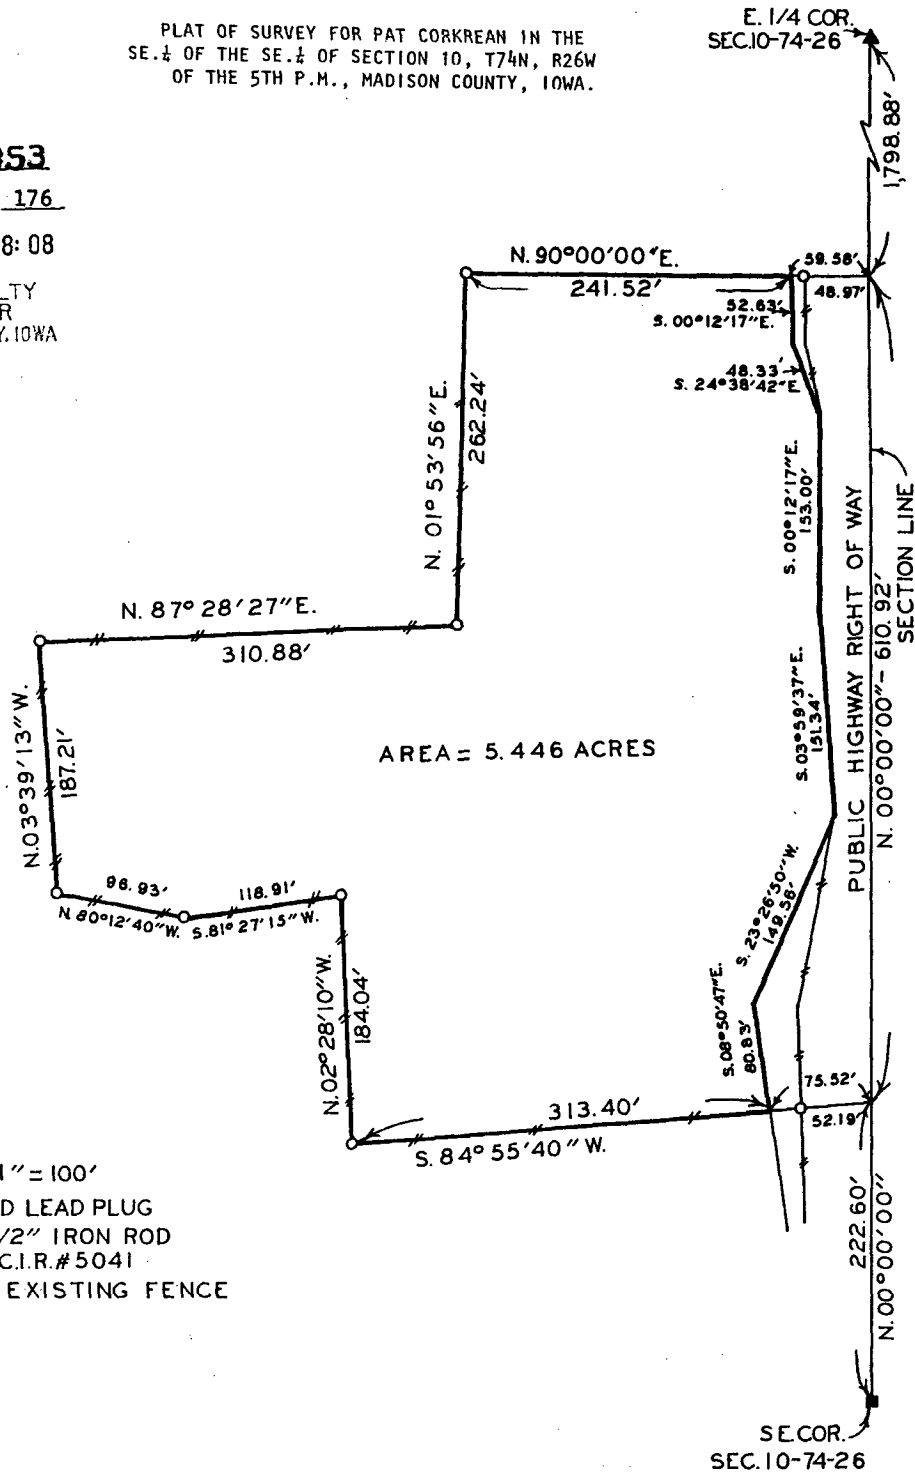 PLAT OF SURVEY FOR PAT CORKREAN IN THE
SE.¼ OF THE SE.¼ OF SECTION 10, T74N, R26W
OF THE 5TH P.M., MADISON COUNTY, IOWA.
E. 1/4 COR.
SEC.10-74-26
1,798.88'
53
176
8:08
TY
R
Y, IOWA
N. 90°00'00"E.
241.52'
59.58'
48.97'
52.63'
S. 00°12'17"E.
48.33'
S. 24°38'42"E
N. 01°53'56"E.
262.24'
S. 00°12'17"E.
153.00'
N. 87°28'27"E.
310.88'
PUBLIC HIGHWAY RIGHT OF WAY
N. 00°00'00"- 610.92'
SECTION LINE
S. 03°59'37"E.
151.34'
N.03°39'13"W.
187.21'
AREA = 5.446 ACRES
96.93'
N. 80°12'40"W.
118.91'
S.81°27'15"W.
S. 23°26'50"W.
149.56'
N.02°28'10"W.
184.04'
S.08°50'47"E.
80.83'
75.52'
52.19'
313.40'
S. 84°55'40"W.
1"=100'
D LEAD PLUG
/2" IRON ROD
C.I.R.#5041
EXISTING FENCE
222.60'
N.00°00'00"
S.E.COR.
SEC.10-74-26